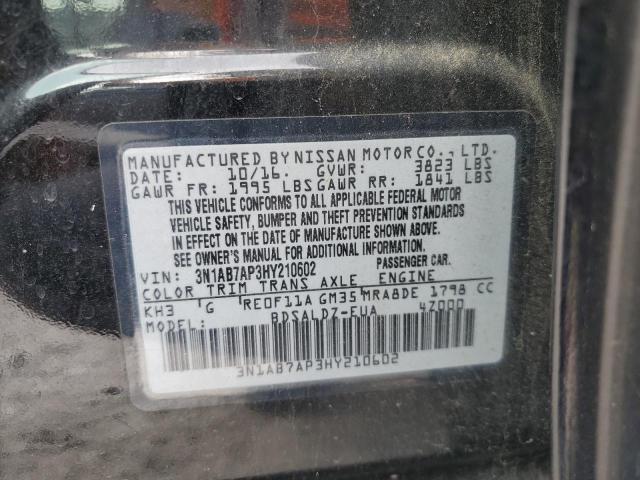 MANUFACTURED BY NISSAN MOTOR CO., LTD.
DATE: 10/16. GVWR: 3823 LBS
GAWR FR: 1995 LBS GAWR RR: 1841 LBS
THIS VEHICLE CONFORMS TO ALL APPLICABLE FEDERAL MOTOR
VEHICLE SAFETY, BUMPER AND THEFT PREVENTION STANDARDS
IN EFFECT ON THE DATE OF MANUFACTURE SHOWN ABOVE.
SEE OWNER'S MANUAL FOR ADDITIONAL INFORMATION.
VIN: 3N1AB7AP3HY210602 PASSENGER CAR.
COLOR TRIM TRANS AXLE ENGINE
KH3 'G RE0F11A GM35 MRA8DE 1798 CC
MODEL: BDSALDZ-EUA 4Z000
3N1AB7AP3HY210602